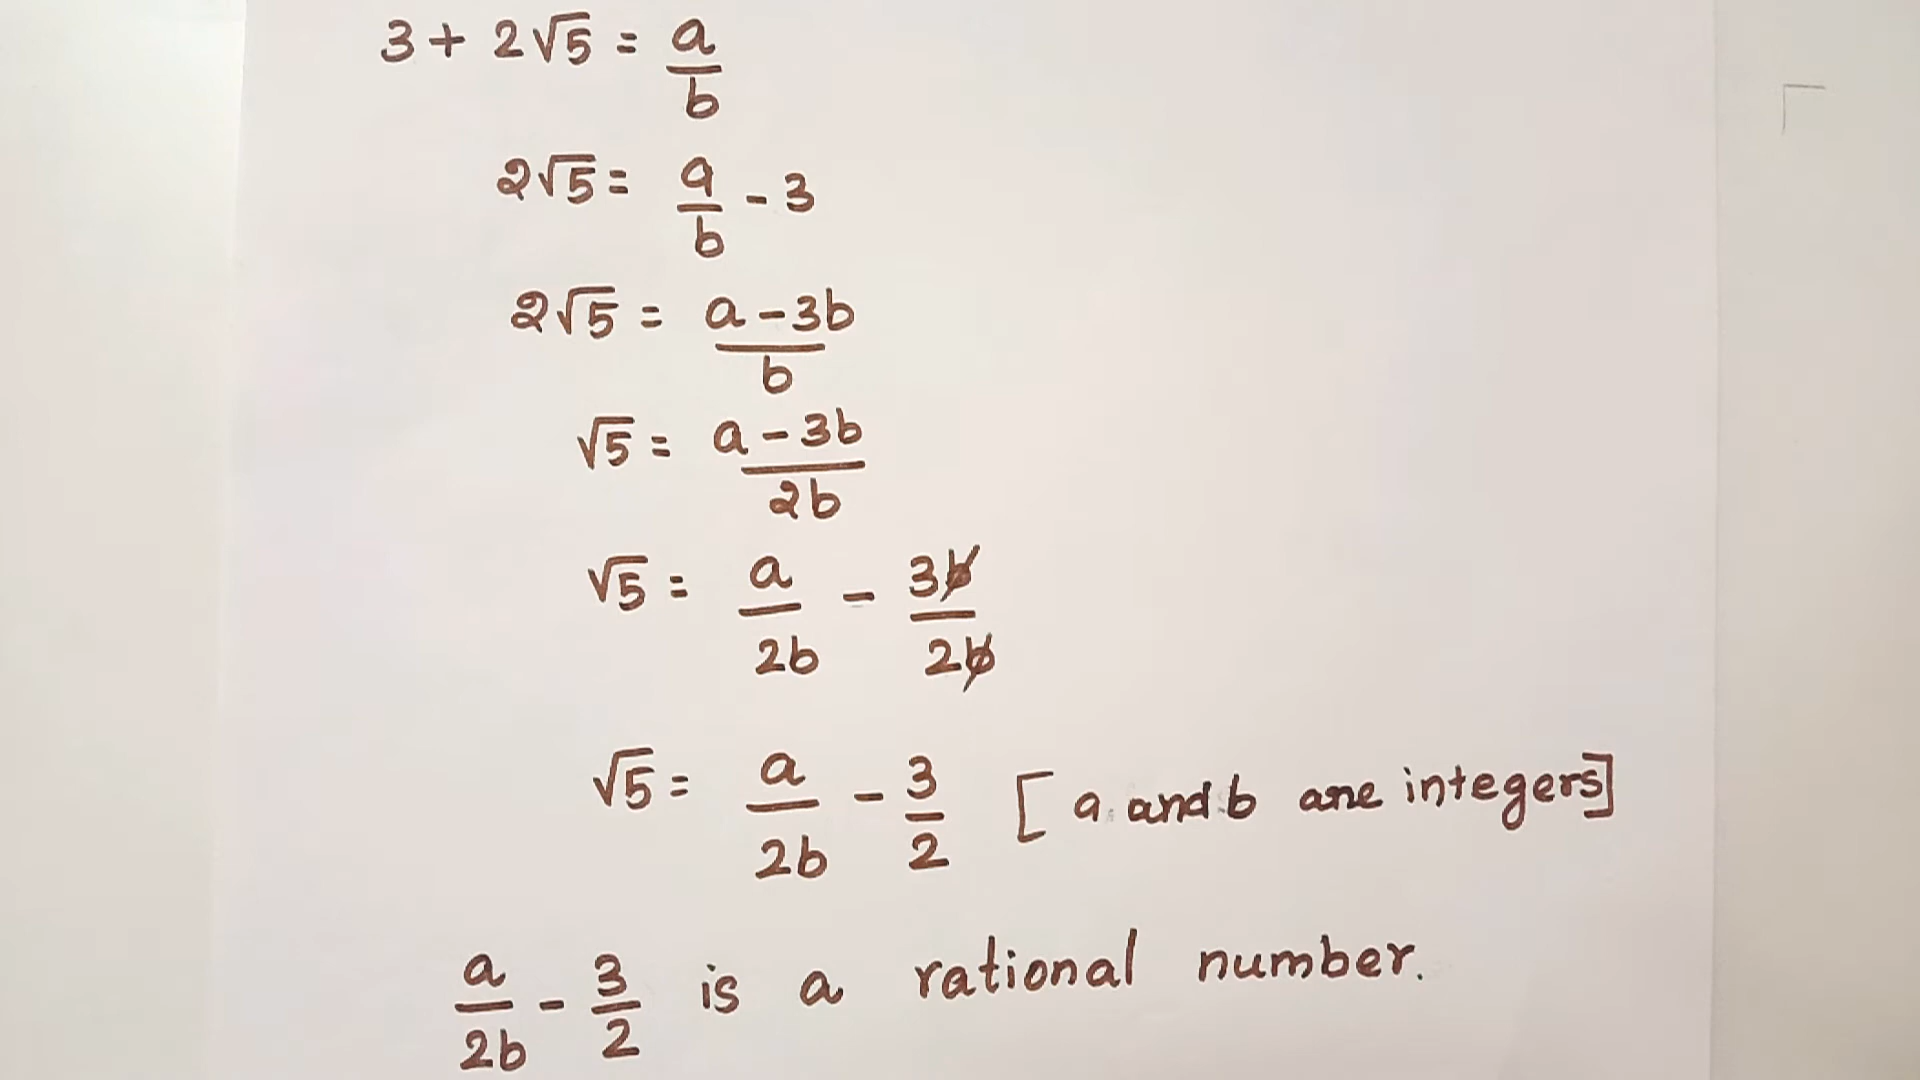 3 + 2√5 = a/b
2√5 = a/b - 3
2√5 = (a - 3b)/b
√5 = (a - 3b)/2b
√5 = a/2b - 3b/2b
√5 = a/2b - 3/2 [a and b are integers]
a/2b - 3/2 is a rational number.